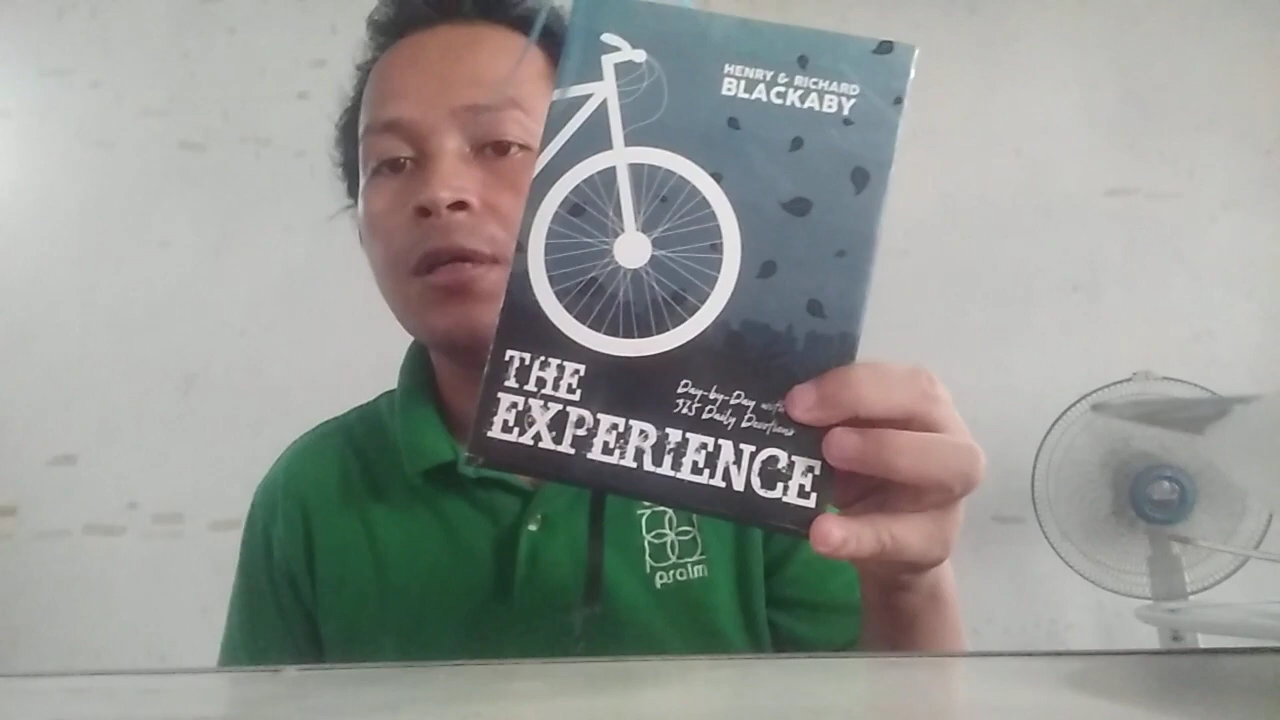 HENRY & RICHARD
BLACKABY
THE
EXPERIENCE
Day-by-Day with
365 Daily Devotions
psalm